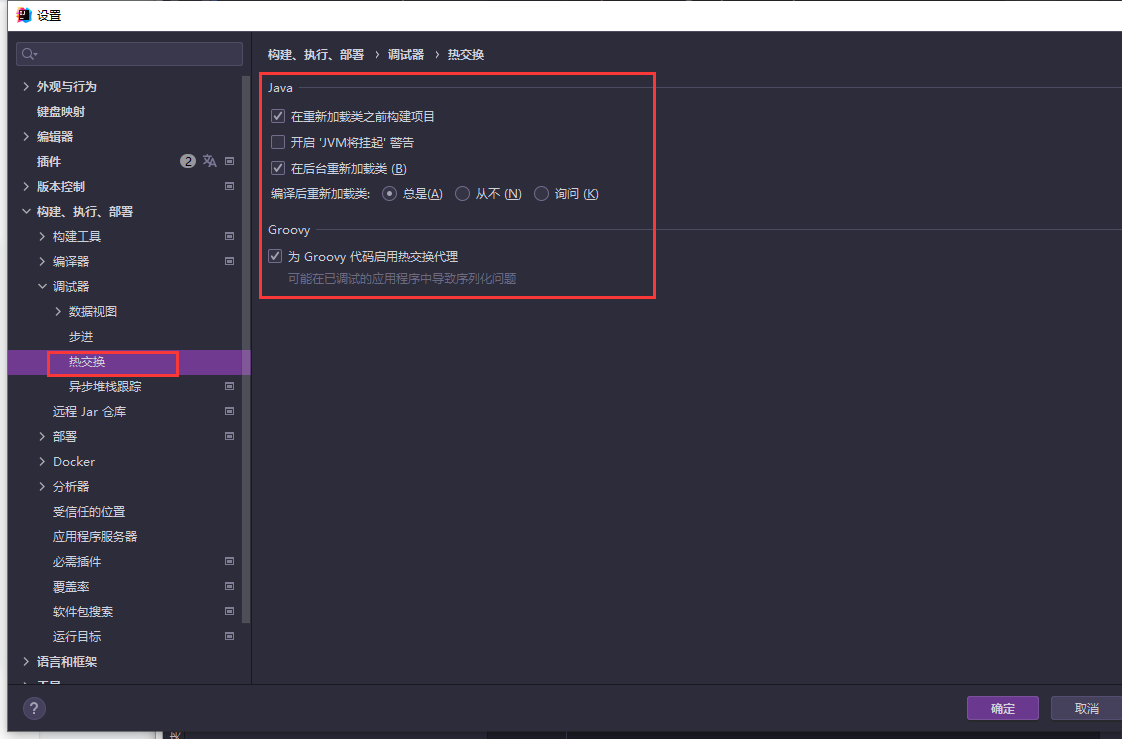 设置
外观与行为
键盘映射
编辑器
插件 2
版本控制
构建、执行、部署
构建工具
编译器
调试器
数据视图
步进
热交换
异步堆栈跟踪
远程 Jar 仓库
部署
Docker
分析器
受信任的位置
应用程序服务器
必需插件
覆盖率
软件包搜索
运行目标
语言和框架
构建、执行、部署 › 调试器 › 热交换
Java
在重新加载类之前构建项目
开启 'JVM将挂起' 警告
在后台重新加载类 (B)
编译后重新加载类: 总是(A) 从不 (N) 询问 (K)
Groovy
为 Groovy 代码启用热交换代理
可能在已调试的应用程序中导致序列化问题
?
确定
取消